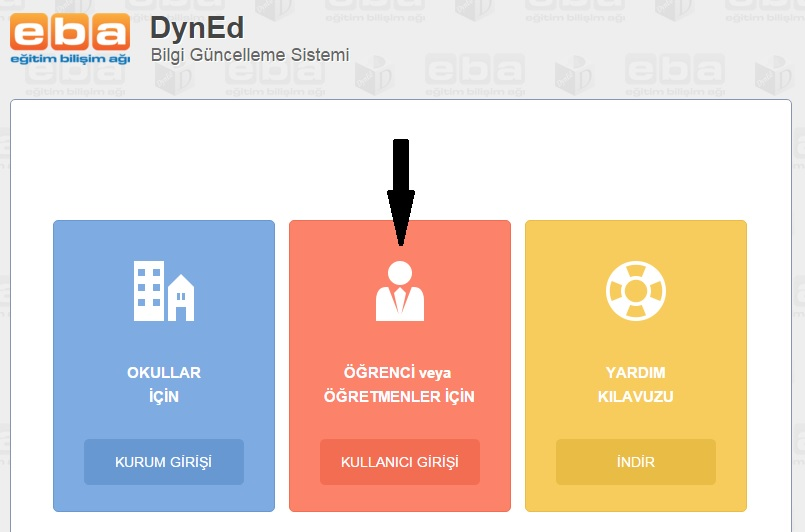 eba
eğitim bilişim ağı
DynEd
Bilgi Güncelleme Sistemi
OKULLAR
İÇİN
KURUM GİRİŞİ
ÖĞRENCİ veya
ÖĞRETMENLER İÇİN
KULLANICI GİRİŞİ
YARDIM
KILAVUZU
İNDİR